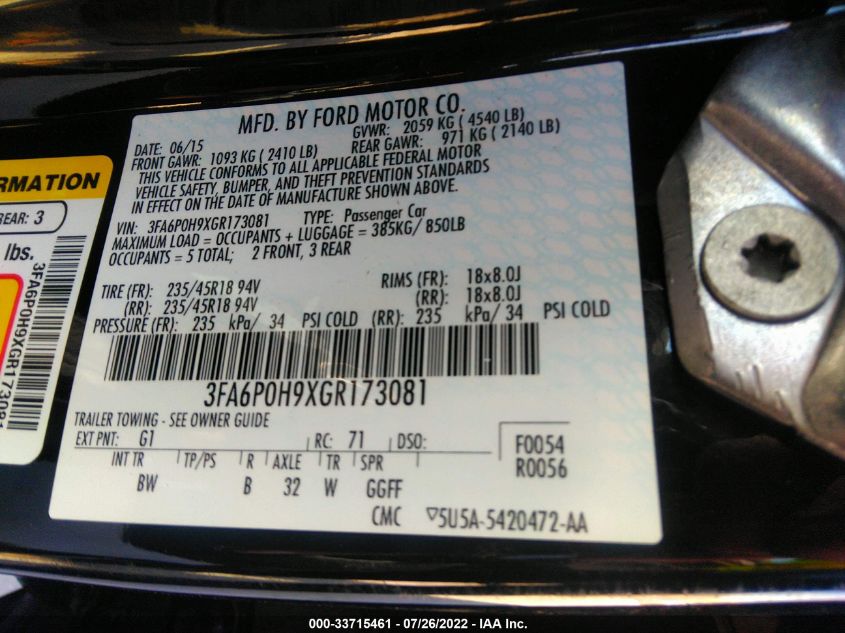 MFD. BY FORD MOTOR CO.
DATE: 06/15
GVWR: 2059 KG ( 4540 LB)
FRONT GAWR: 1093 KG ( 2410 LB)
REAR GAWR: 971 KG ( 2140 LB)
THIS VEHICLE CONFORMS TO ALL APPLICABLE FEDERAL MOTOR
VEHICLE SAFETY, BUMPER, AND THEFT PREVENTION STANDARDS
IN EFFECT ON THE DATE OF MANUFACTURE SHOWN ABOVE.
VIN: 3FA6P0H9XGR173081 TYPE: Passenger Car
MAXIMUM LOAD = OCCUPANTS + LUGGAGE = 385KG/ 850LB
OCCUPANTS = 5 TOTAL; 2 FRONT, 3 REAR
TIRE (FR): 235/45R18 94V RIMS (FR): 18x8.0J
(RR): 235/45R18 94V (RR): 18x8.0J
PRESSURE (FR): 235 kPa/ 34 PSI COLD (RR): 235 kPa/ 34 PSI COLD
3FA6P0H9XGR173081
TRAILER TOWING - SEE OWNER GUIDE
EXT PNT: G1 RC: 71 DSO:
F0054
R0056
INT TR TP/PS R AXLE TR SPR
BW B 32 W GGFF
CMC ▽5U5A-5420472-AA
RMATION
REAR: 3
lbs.
3FA6P0H9XGR173081
000-33715461 - 07/26/2022 - IAA Inc.